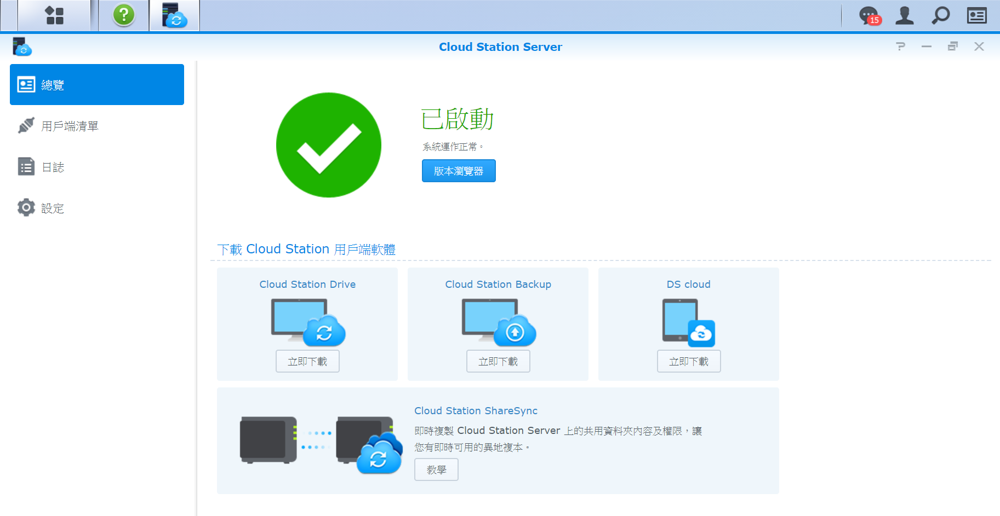 15
Cloud Station Server
總覽
用戶端清單
日誌
設定
已啟動
系統運作正常。
版本瀏覽器
下載 Cloud Station 用戶端軟體
Cloud Station Drive
立即下載
Cloud Station Backup
立即下載
DS cloud
立即下載
Cloud Station ShareSync
即時複製 Cloud Station Server 上的共用資料夾內容及權限，讓
您有即時可用的異地複本。
教學